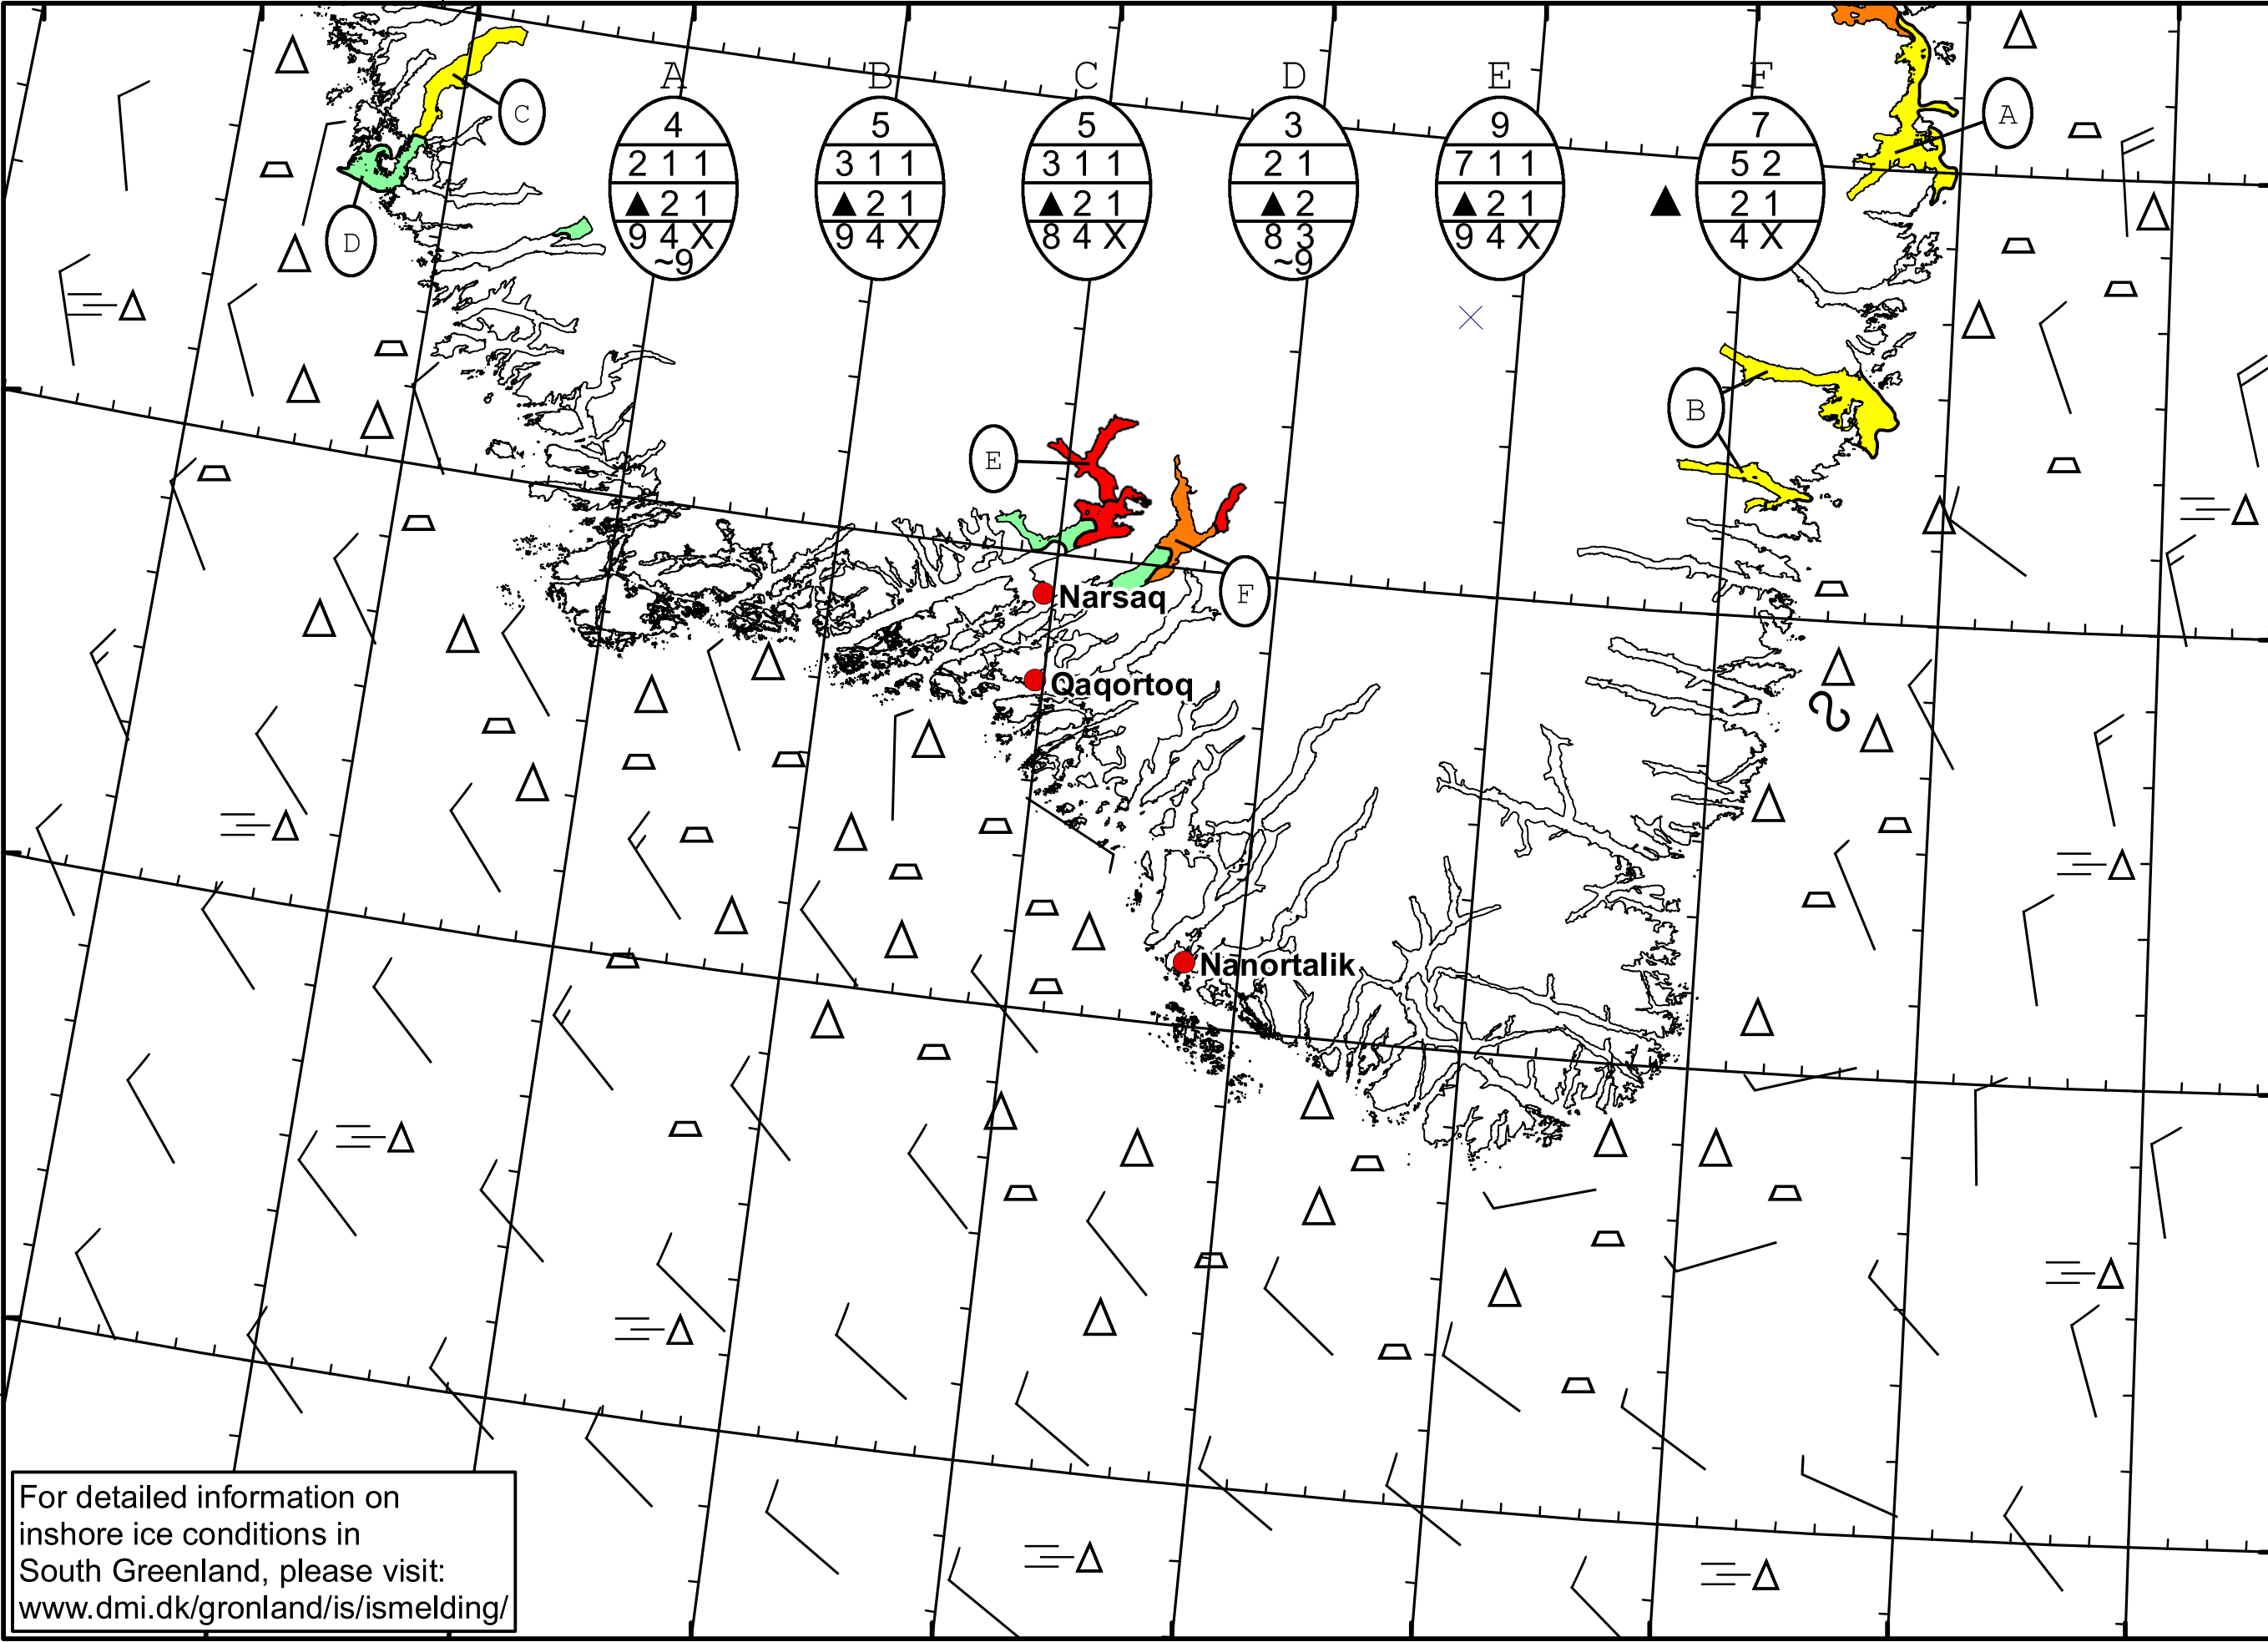 A B C D E F
4 5 5 3 9 7
2 1 1 3 1 1 3 1 1 2 1 7 1 1 5 2
▲ 2 1 ▲ 2 1 ▲ 2 1 ▲ 2 ▲ 2 1 ▲ 2 1
9 4 X 9 4 X 8 4 X 8 3 9 4 X 4 X
~9 ~9
C
A
D
B
E
F
Narsaq
Qaqortoq
Nanortalik
For detailed information on
inshore ice conditions in
South Greenland, please visit:
www.dmi.dk/gronland/is/ismelding/